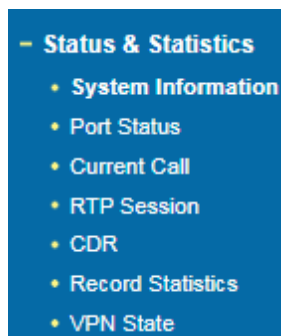 − Status & Statistics
• System Information
• Port Status
• Current Call
• RTP Session
• CDR
• Record Statistics
• VPN State